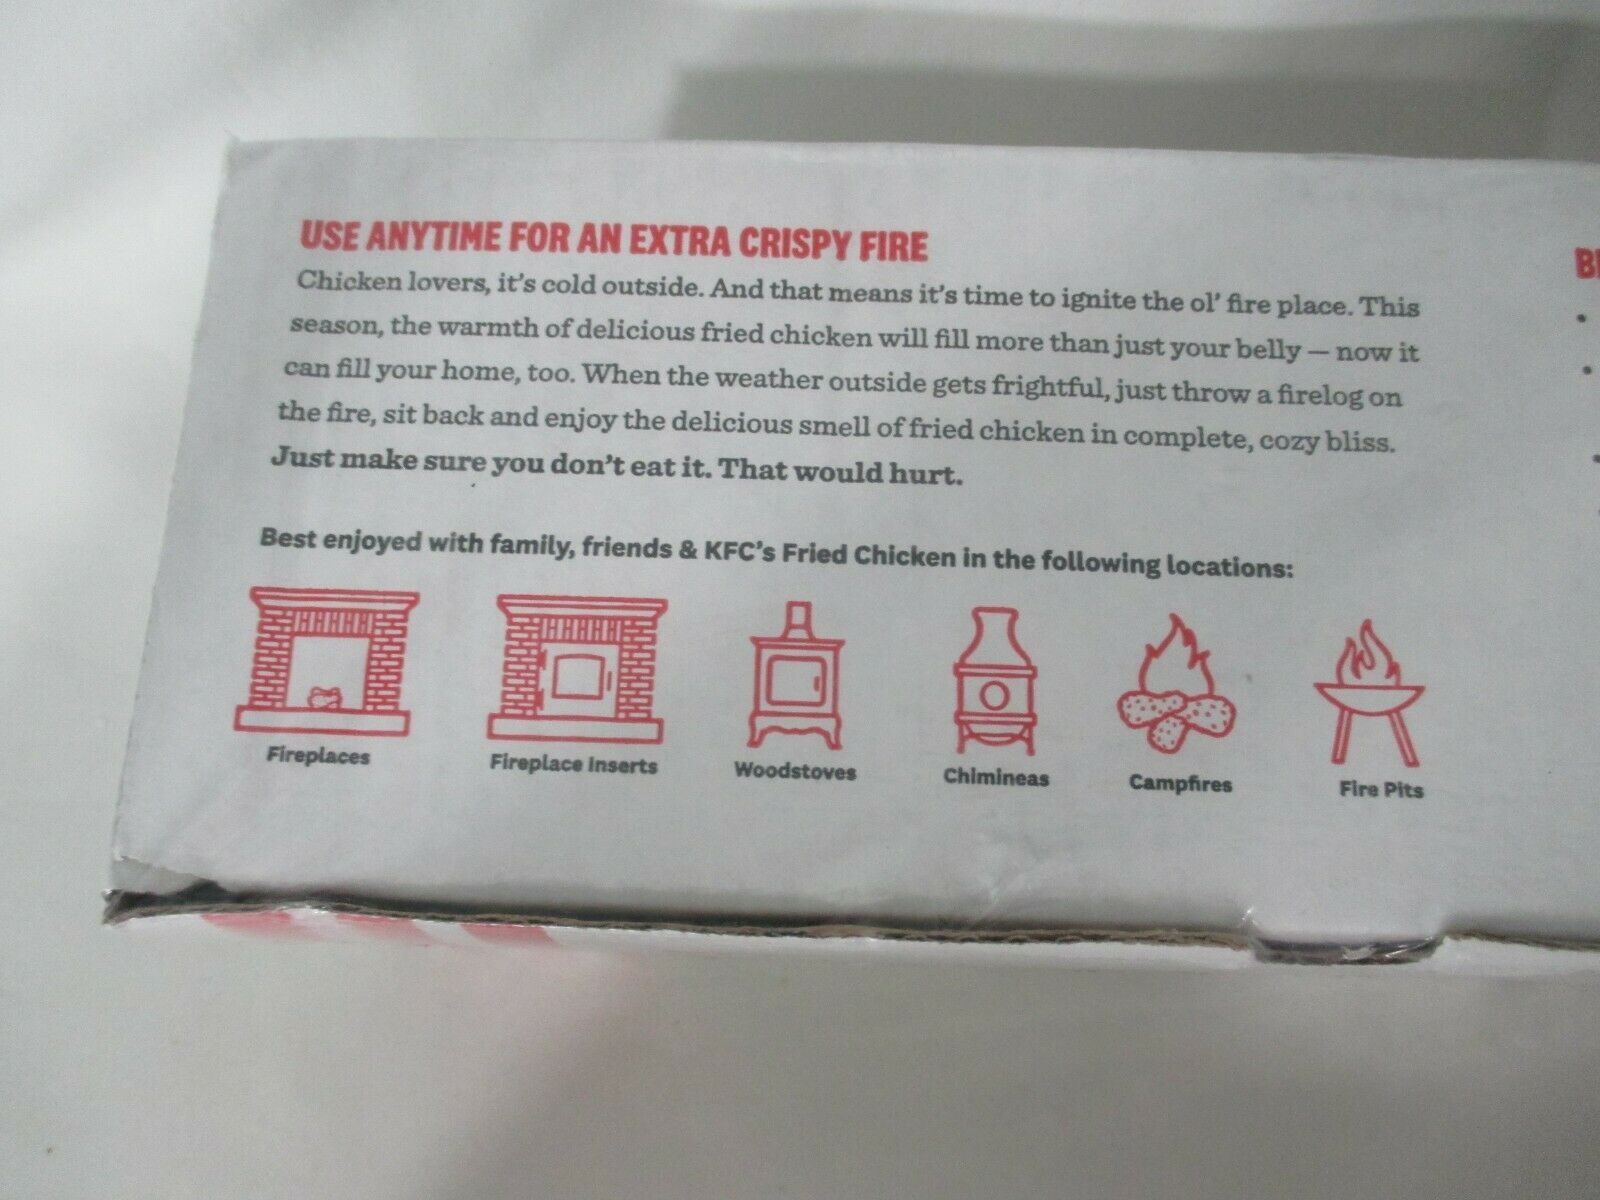 USE ANYTIME FOR AN EXTRA CRISPY FIRE
Chicken lovers, it's cold outside. And that means it's time to ignite the ol' fire place. This
season, the warmth of delicious fried chicken will fill more than just your belly — now it
can fill your home, too. When the weather outside gets frightful, just throw a firelog on
the fire, sit back and enjoy the delicious smell of fried chicken in complete, cozy bliss.
Just make sure you don't eat it. That would hurt.
Best enjoyed with family, friends & KFC's Fried Chicken in the following locations:
Fireplaces
Fireplace Inserts
Woodstoves
Chimineas
Campfires
Fire Pits